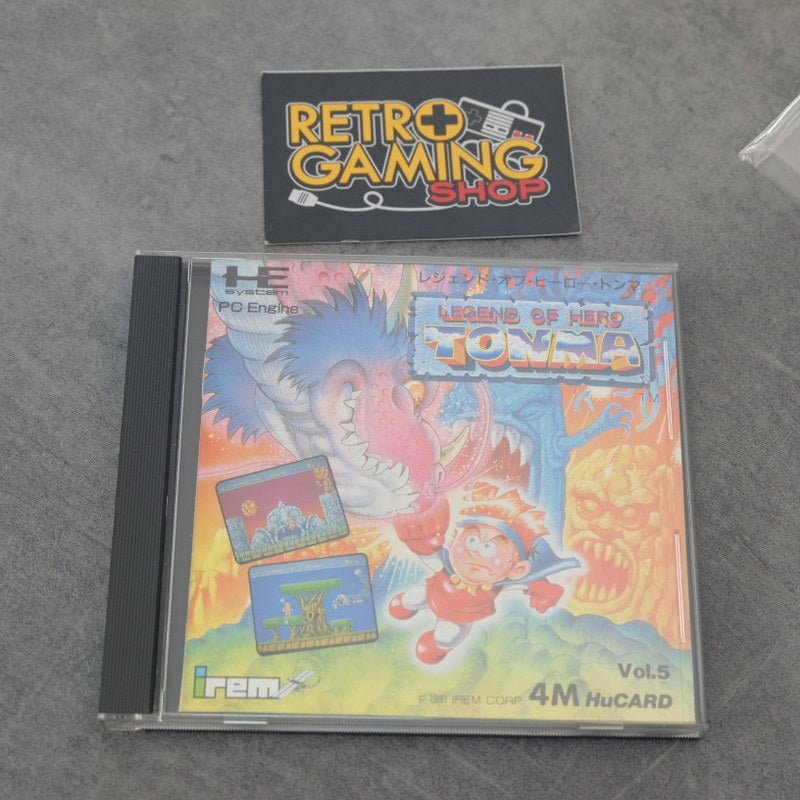 RETRO
GAMING
SHOP
HE
SYSTEM
PC Engine
レジェンド・オブ・ヒーロー・トンマ
LEGEND OF HERO
TONMA
TM
irem
Vol.5
© 1991 IREM CORP.
4M HuCARD